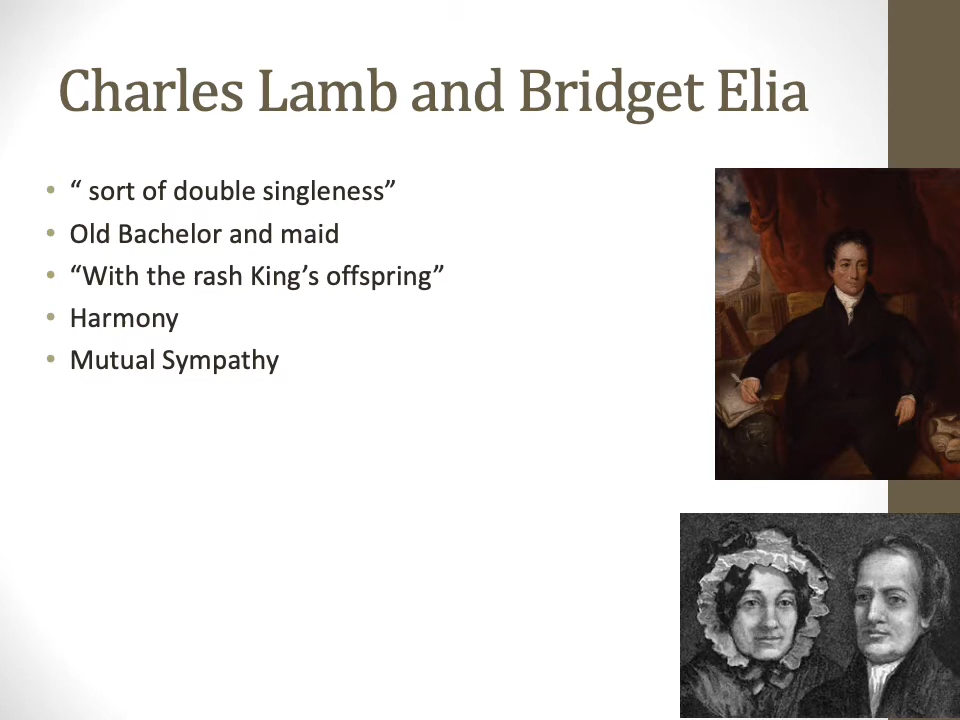 Charles Lamb and Bridget Elia
• “ sort of double singleness”
• Old Bachelor and maid
• “With the rash King’s offspring”
• Harmony
• Mutual Sympathy